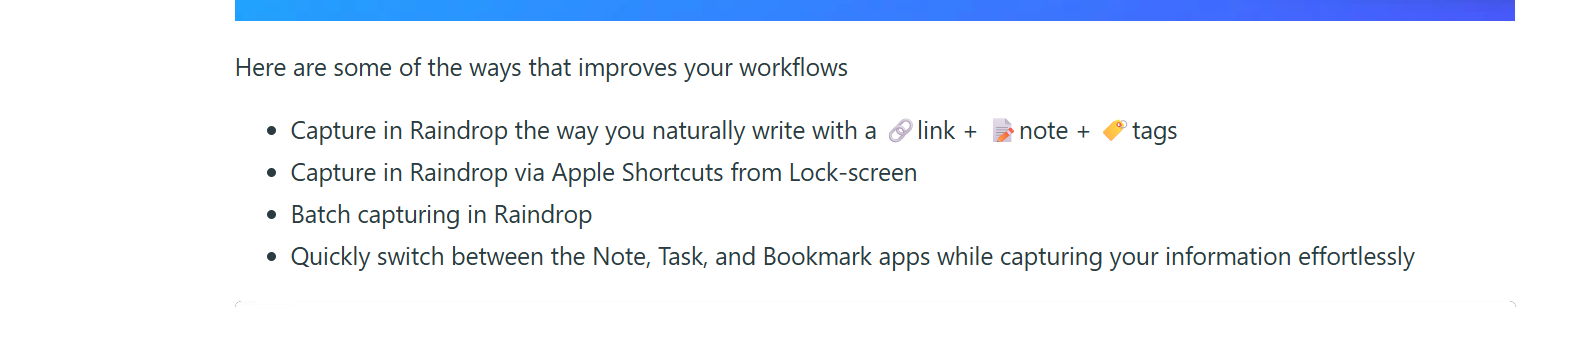 Here are some of the ways that improves your workflows
• Capture in Raindrop the way you naturally write with a 🔗link + 📝note + 🏷️tags
• Capture in Raindrop via Apple Shortcuts from Lock-screen
• Batch capturing in Raindrop
• Quickly switch between the Note, Task, and Bookmark apps while capturing your information effortlessly